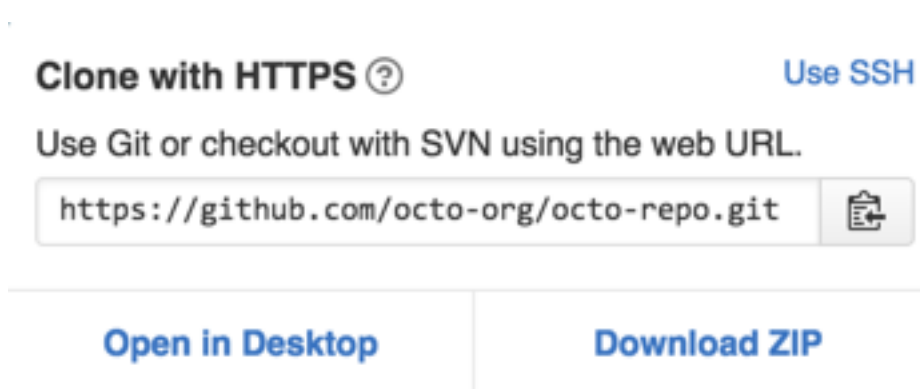 Clone with HTTPS ?
Use SSH
Use Git or checkout with SVN using the web URL.
https://github.com/octo-org/octo-repo.git
Open in Desktop
Download ZIP